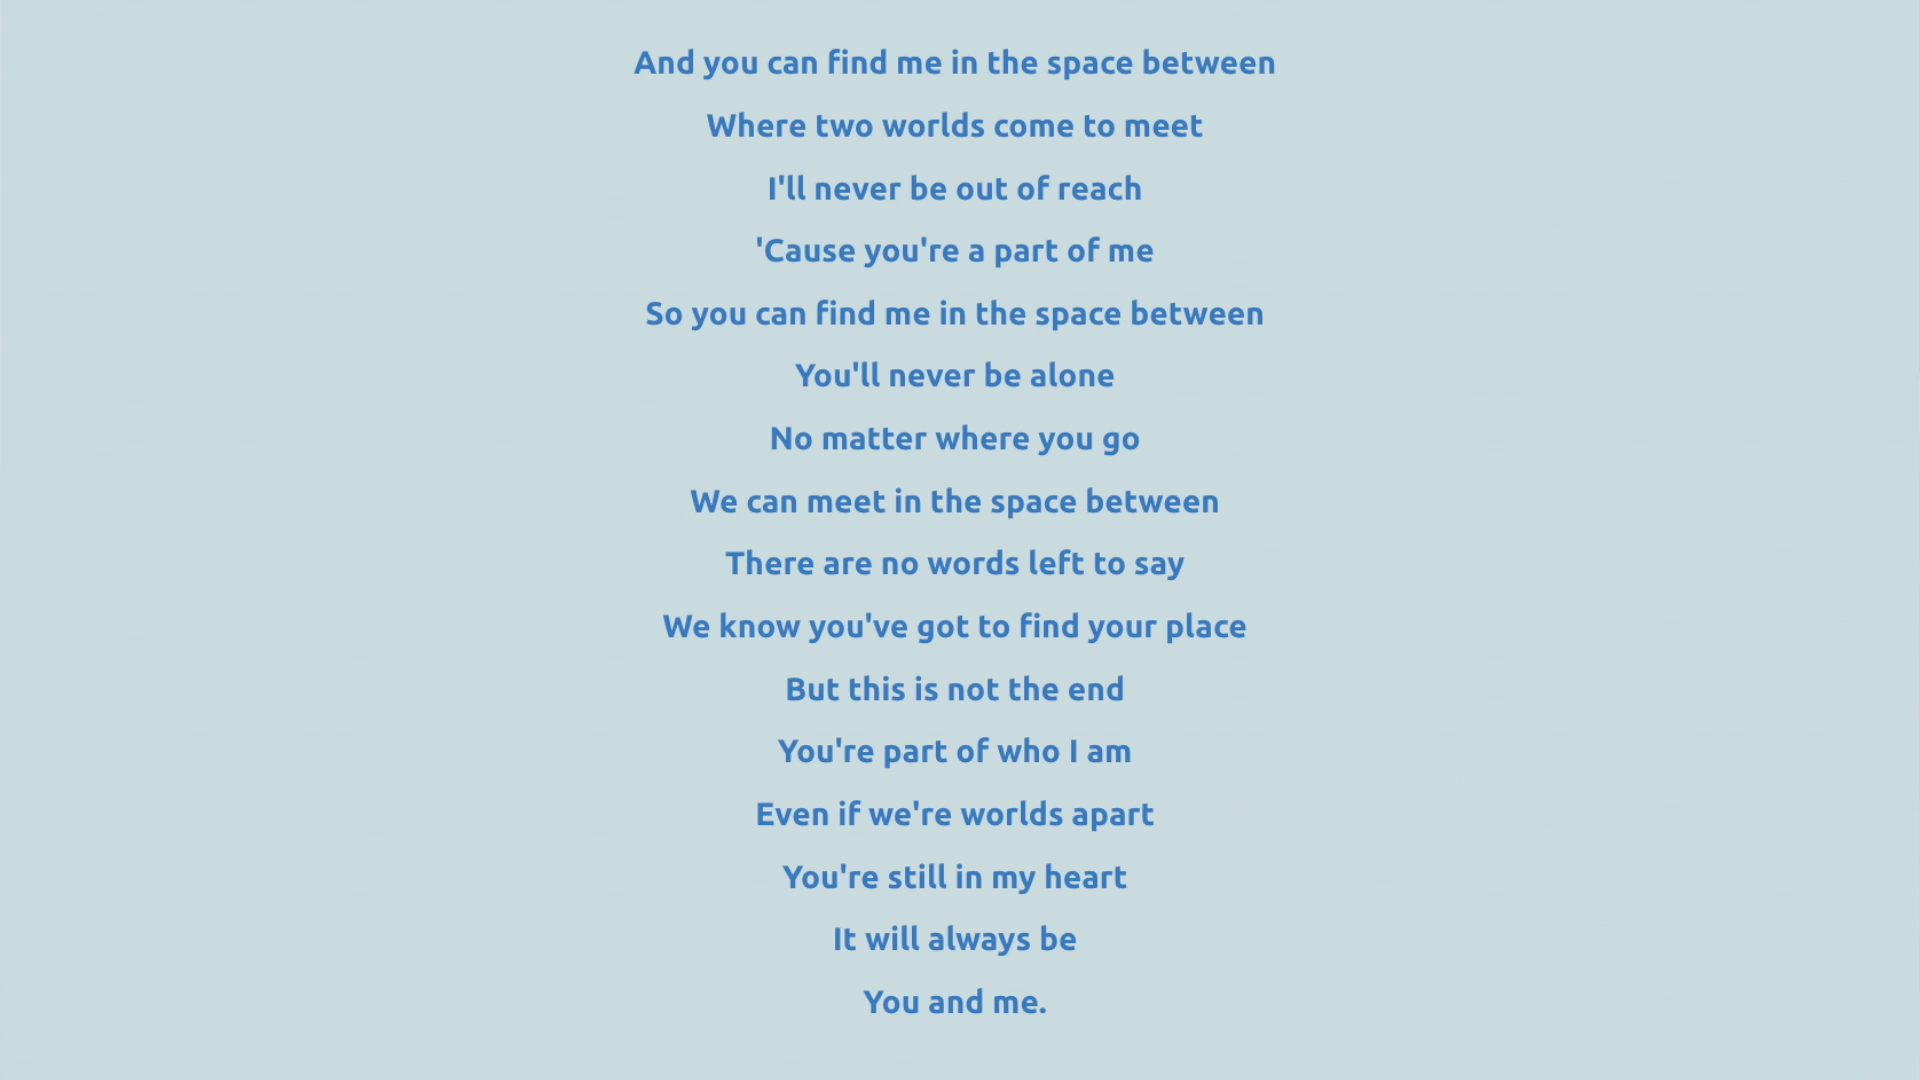 And you can find me in the space between
Where two worlds come to meet
I'll never be out of reach
'Cause you're a part of me
So you can find me in the space between
You'll never be alone
No matter where you go
We can meet in the space between
There are no words left to say
We know you've got to find your place
But this is not the end
You're part of who I am
Even if we're worlds apart
You're still in my heart
It will always be
You and me.